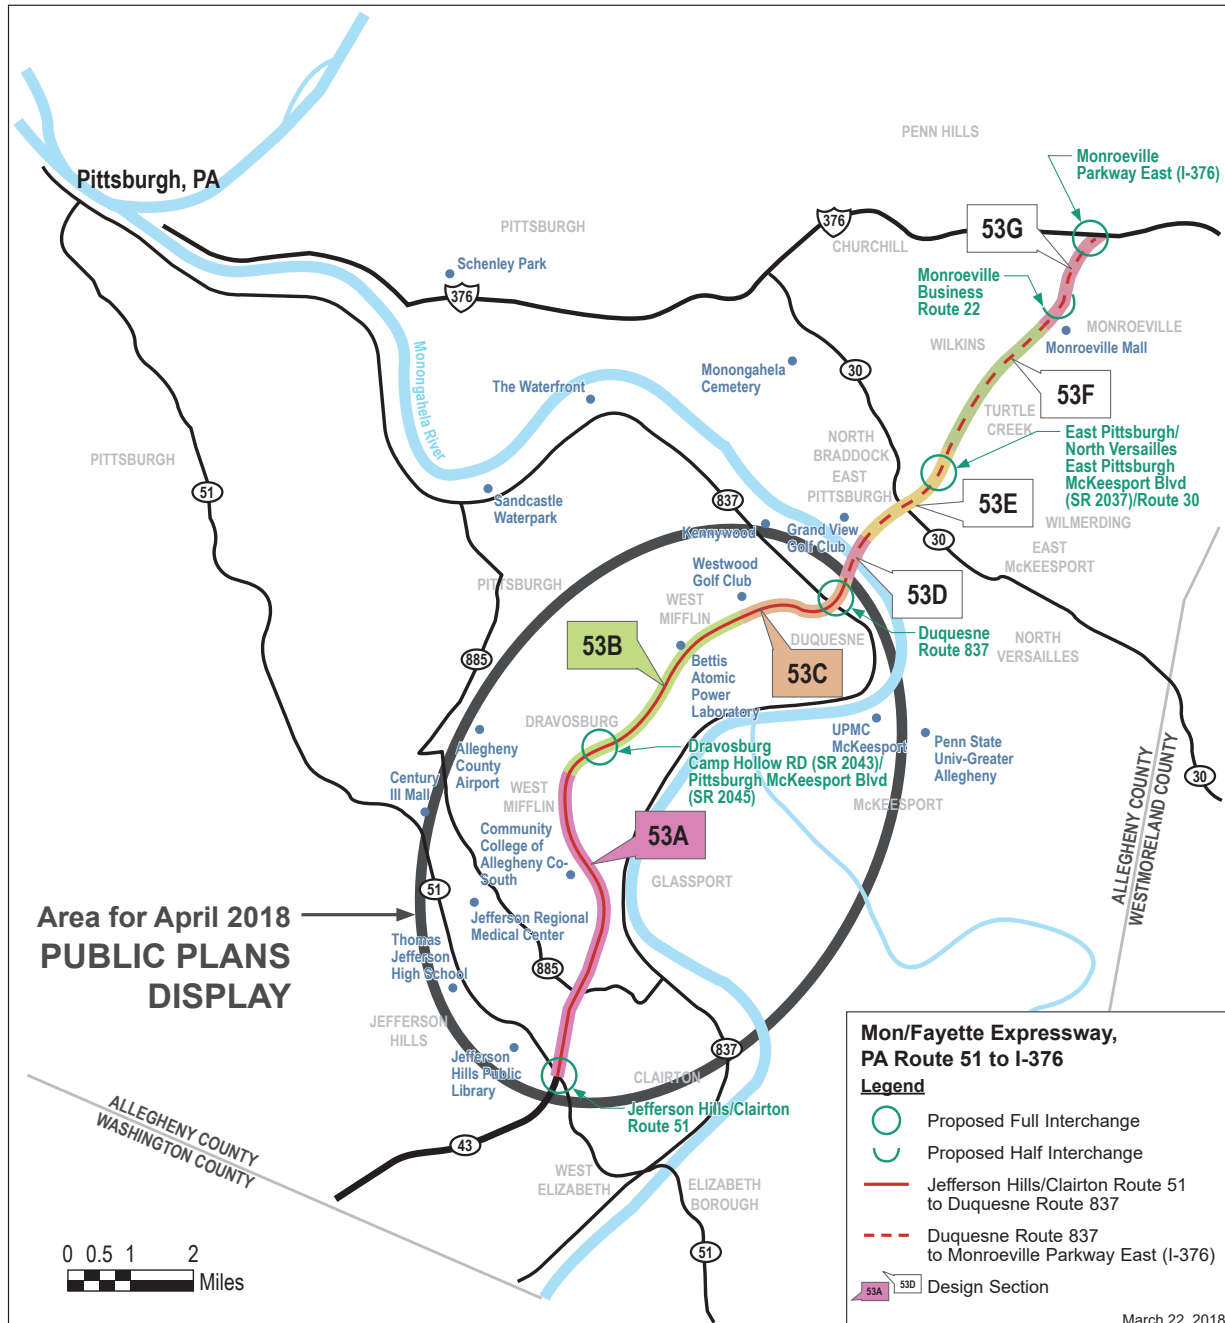 PENN HILLS
Monroeville
Parkway East (I-376)
Pittsburgh, PA
53G
376
PITTSBURGH
CHURCHILL
Schenley Park
376
Monroeville
Business
Route 22
MONROEVILLE
WILKINS
Monroeville Mall
Monongahela River
Monongahela
Cemetery
30
The Waterfront
53F
TURTLE
CREEK
NORTH
BRADDOCK
EAST
PITTSBURGH
East Pittsburgh/
North Versailles
East Pittsburgh
McKeesport Blvd
(SR 2037)/Route 30
PITTSBURGH
51
Sandcastle
Waterpark
837
53E
WILMERDING
Kennywood
Grand View
Golf Club
30
EAST
McKEESPORT
PITTSBURGH
Westwood
Golf Club
53D
WEST
MIFFLIN
DUQUESNE
Duquesne
Route 837
NORTH
VERSAILLES
53B
885
53C
Bettis
Atomic
Power
Laboratory
DRAVOSBURG
Allegheny
County
Airport
UPMC
McKeesport
Penn State
Univ-Greater
Allegheny
Dravosburg
Camp Hollow RD (SR 2043)/
Pittsburgh McKeesport Blvd
(SR 2045)
30
Century
III Mall
WEST
MIFFLIN
McKEESPORT
ALLEGHENY COUNTY
WESTMORELAND COUNTY
53A
Community
College of
Allegheny Co-
South
GLASSPORT
51
Area for April 2018
PUBLIC PLANS
DISPLAY
Jefferson Regional
Medical Center
Thomas
Jefferson
High School
885
JEFFERSON
HILLS
837
Jefferson
Hills Public
Library
CLAIRTON
Jefferson Hills/Clairton
Route 51
ALLEGHENY COUNTY
WASHINGTON COUNTY
43
WEST
ELIZABETH
ELIZABETH
BOROUGH
51
0 0.5 1 2
Miles
Mon/Fayette Expressway,
PA Route 51 to I-376
Legend
Proposed Full Interchange
Proposed Half Interchange
Jefferson Hills/Clairton Route 51
to Duquesne Route 837
Duquesne Route 837
to Monroeville Parkway East (I-376)
53A 53D Design Section
March 22, 2018